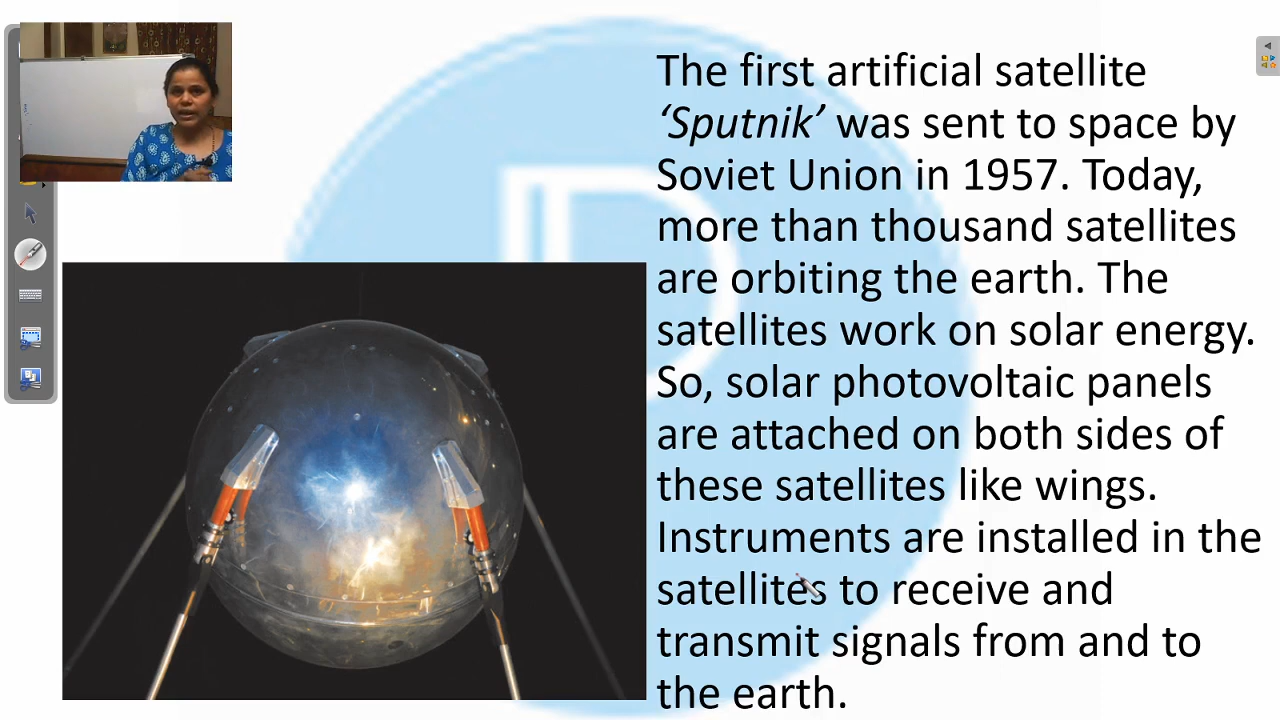 The first artificial satellite
‘Sputnik’ was sent to space by
Soviet Union in 1957. Today,
more than thousand satellites
are orbiting the earth. The
satellites work on solar energy.
So, solar photovoltaic panels
are attached on both sides of
these satellites like wings.
Instruments are installed in the
satellites to receive and
transmit signals from and to
the earth.